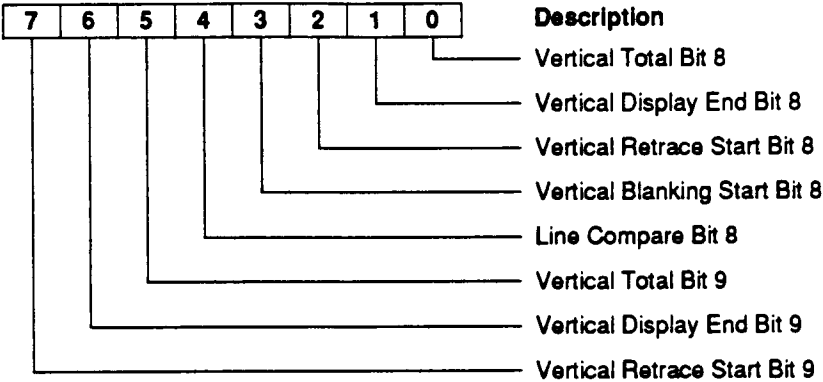 7 6 5 4 3 2 1 0 Description
Vertical Total Bit 8
Vertical Display End Bit 8
Vertical Retrace Start Bit 8
Vertical Blanking Start Bit 8
Line Compare Bit 8
Vertical Total Bit 9
Vertical Display End Bit 9
Vertical Retrace Start Bit 9